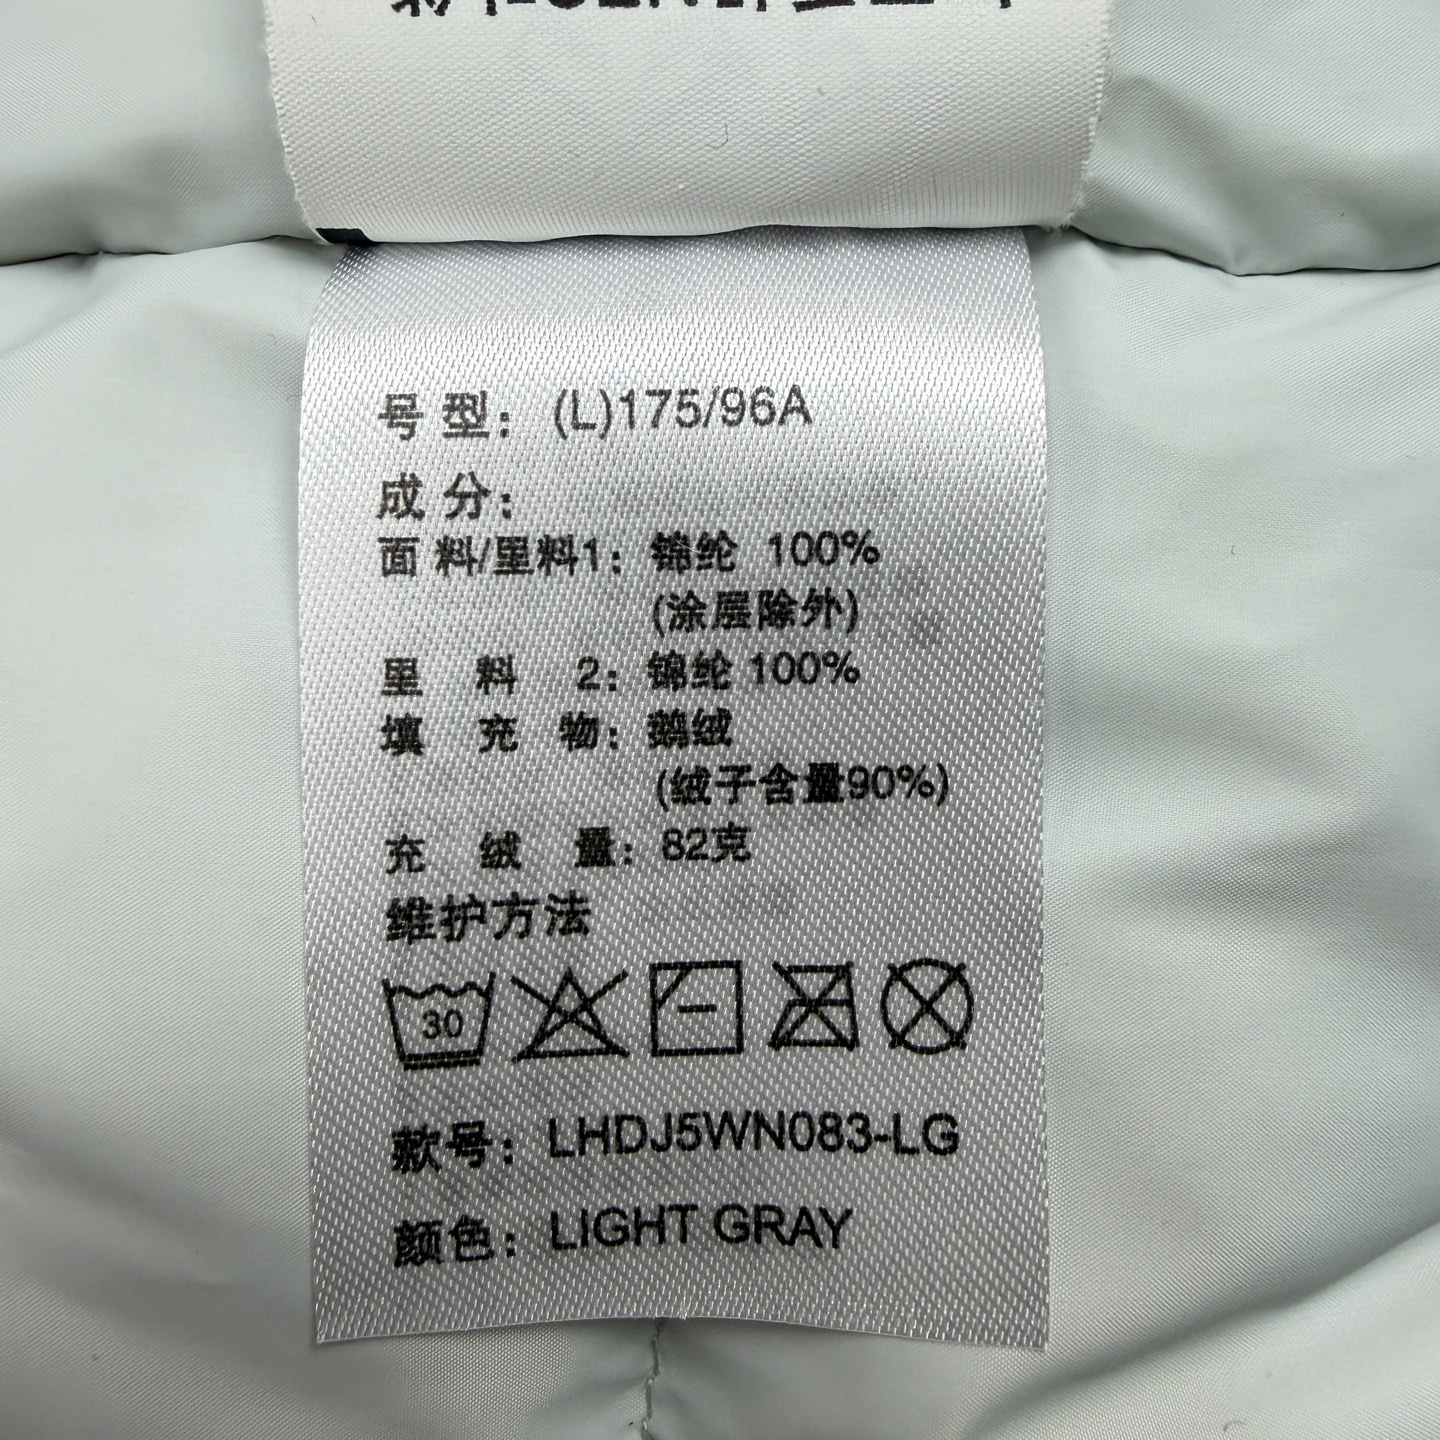 号型：(L)175/96A
成分：
面料/里料1：锦纶 100%
(涂层除外)
里料2：锦纶 100%
填充物：鹅绒
(绒子含量90%)
充绒量：82克
维护方法
30
款号：LHDJ5WN083-LG
颜色：LIGHT GRAY